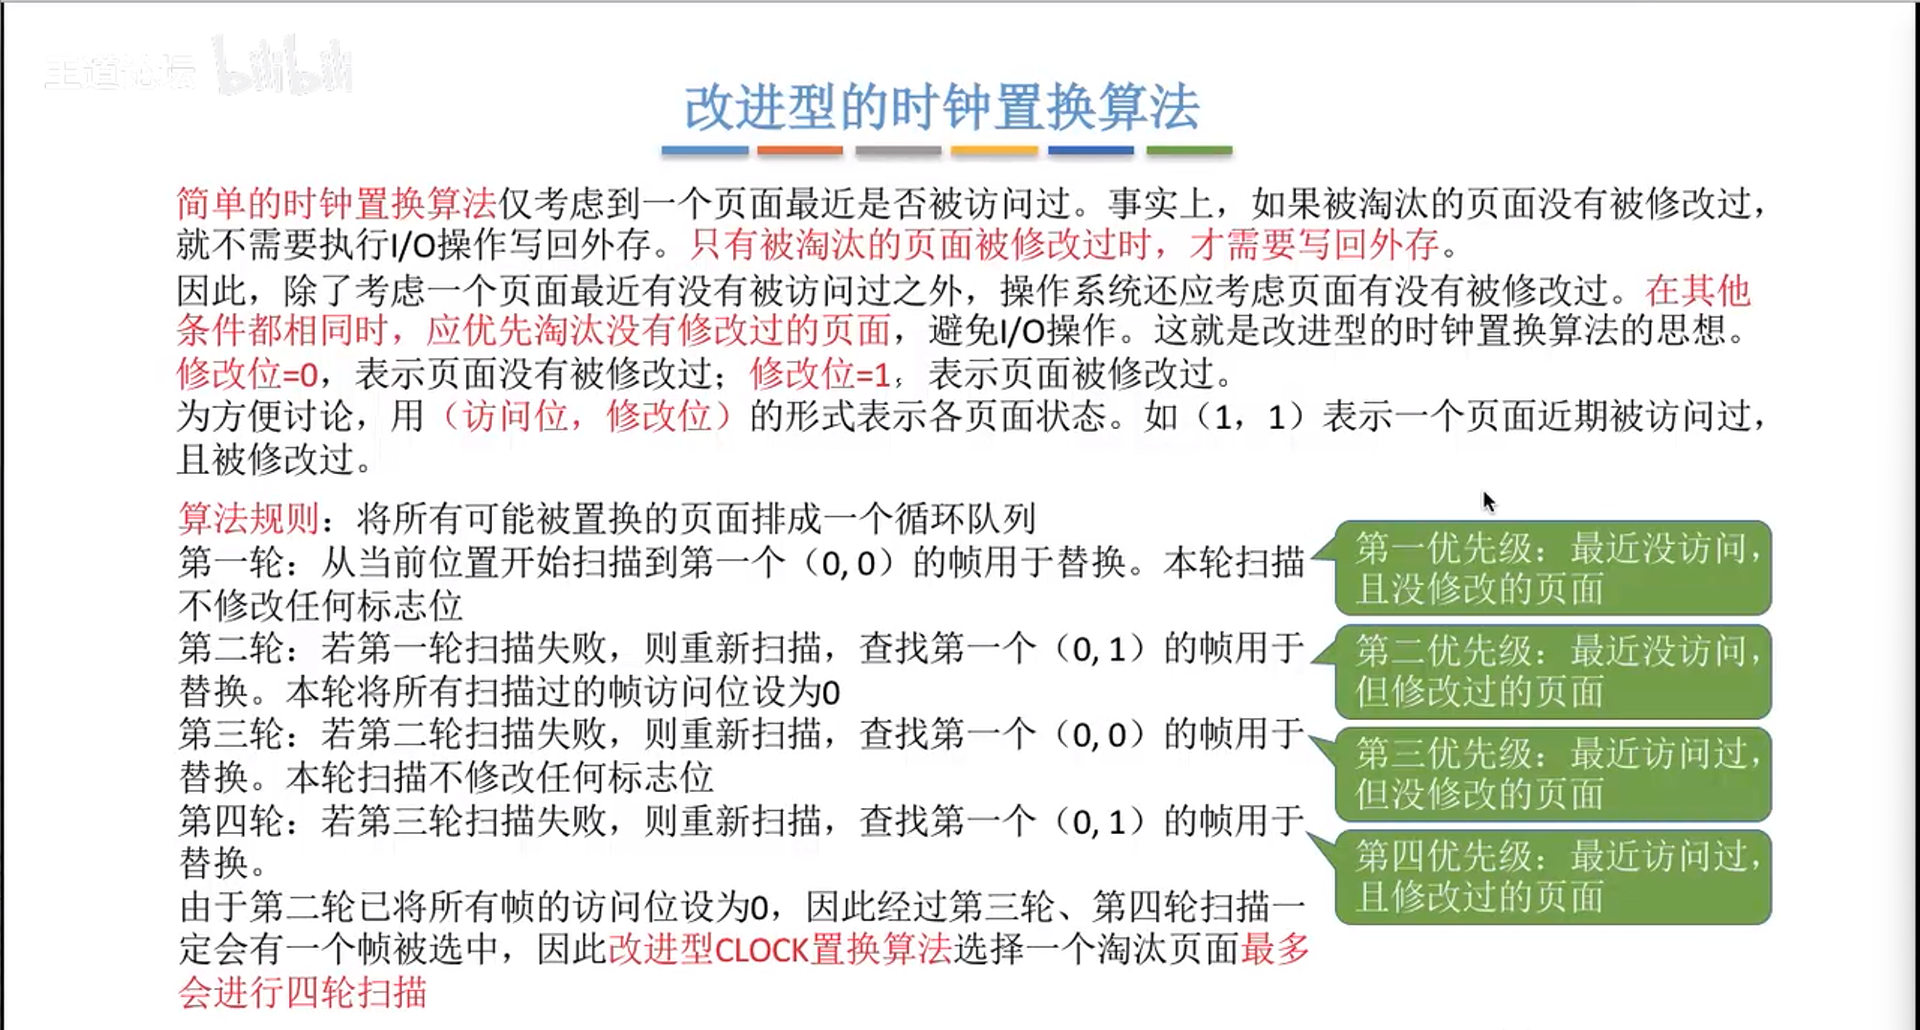 王道论坛 bilibili
改进型的时钟置换算法
简单的时钟置换算法仅考虑到一个页面最近是否被访问过。事实上，如果被淘汰的页面没有被修改过，
就不需要执行I/O操作写回外存。只有被淘汰的页面被修改过时，才需要写回外存。
因此，除了考虑一个页面最近有没有被访问过之外，操作系统还应考虑页面有没有被修改过。在其他
条件都相同时，应优先淘汰没有修改过的页面，避免I/O操作。这就是改进型的时钟置换算法的思想。
修改位=0，表示页面没有被修改过；修改位=1，表示页面被修改过。
为方便讨论，用（访问位，修改位）的形式表示各页面状态。如（1，1）表示一个页面近期被访问过，
且被修改过。
算法规则：将所有可能被置换的页面排成一个循环队列
第一轮：从当前位置开始扫描到第一个（0, 0）的帧用于替换。本轮扫描
不修改任何标志位
第二轮：若第一轮扫描失败，则重新扫描，查找第一个（0, 1）的帧用于
替换。本轮将所有扫描过的帧访问位设为0
第三轮：若第二轮扫描失败，则重新扫描，查找第一个（0, 0）的帧用于
替换。本轮扫描不修改任何标志位
第四轮：若第三轮扫描失败，则重新扫描，查找第一个（0, 1）的帧用于
替换。
由于第二轮已将所有帧的访问位设为0，因此经过第三轮、第四轮扫描一
定会有一个帧被选中，因此改进型CLOCK置换算法选择一个淘汰页面最多
会进行四轮扫描
第一优先级：最近没访问，
且没修改的页面
第二优先级：最近没访问，
但修改过的页面
第三优先级：最近访问过，
但没修改的页面
第四优先级：最近访问过，
且修改过的页面